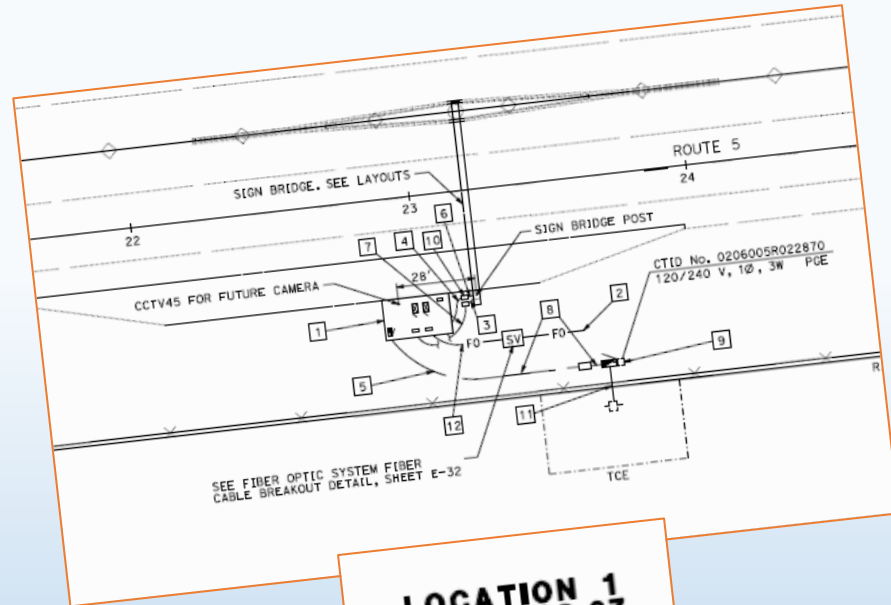 ROUTE 5
24
SIGN BRIDGE. SEE LAYOUTS
23
22
6
SIGN BRIDGE POST
7
4
10
28'
CTID No. 0206005R022870
120/240 V, 1Ø, 3W PGE
CCTV45 FOR FUTURE CAMERA
1
3
8
2
FO
SV
FO
9
5
12
11
SEE FIBER OPTIC SYSTEM FIBER
CABLE BREAKOUT DETAIL, SHEET E-32
TCE
R
LOCATION 1